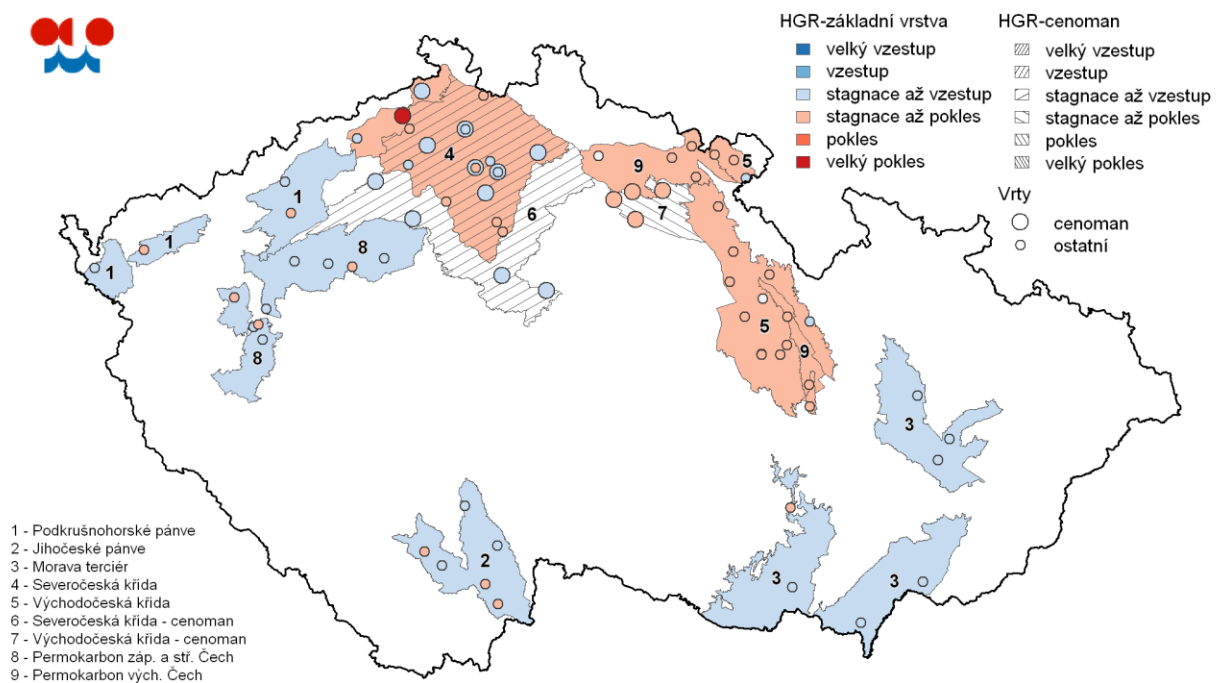 HGR-základní vrstva
velký vzestup
vzestup
stagnace až vzestup
stagnace až pokles
pokles
velký pokles
HGR-cenoman
velký vzestup
vzestup
stagnace až vzestup
stagnace až pokles
pokles
velký pokles
Vrty
cenoman
ostatní
4
9
5
7
1
6
1
8
1
5
9
8
3
2
3
3
1 - Podkrušnohorské pánve
2 - Jihočeské pánve
3 - Morava terciér
4 - Severočeská křída
5 - Východočeská křída
6 - Severočeská křída - cenoman
7 - Východočeská křída - cenoman
8 - Permokarbon záp. a stř. Čech
9 - Permokarbon vých. Čech